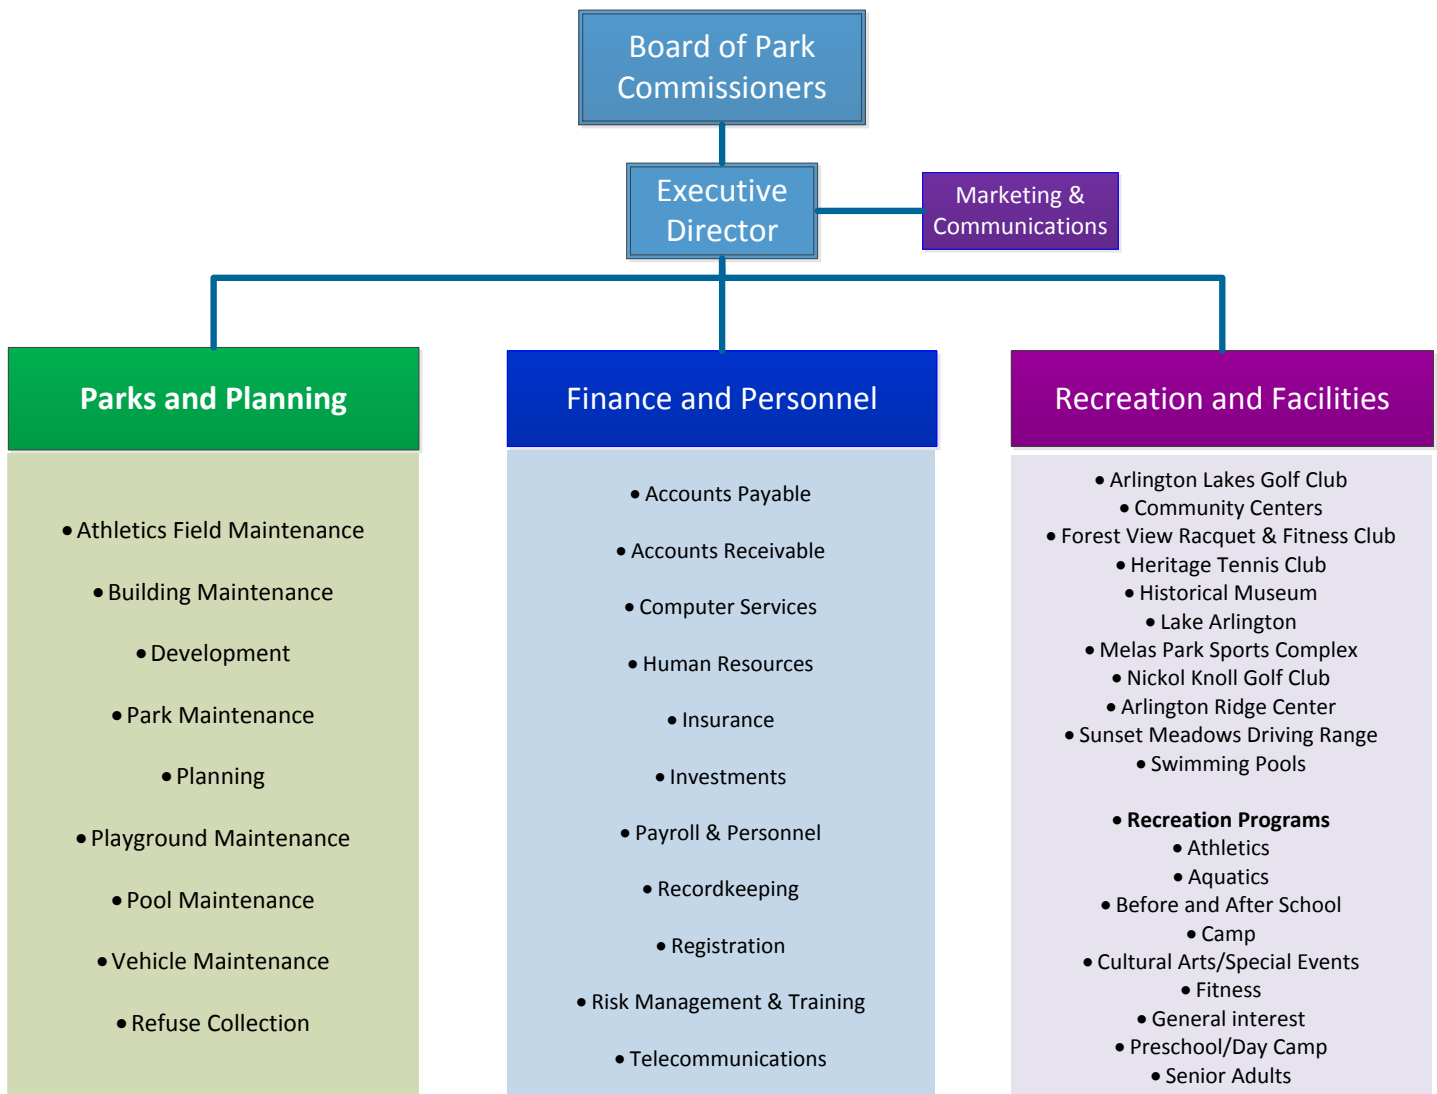 Board of Park
Commissioners
Executive
Director
Marketing &
Communications
Parks and Planning
• Athletics Field Maintenance
• Building Maintenance
• Development
• Park Maintenance
• Planning
• Playground Maintenance
• Pool Maintenance
• Vehicle Maintenance
• Refuse Collection
Finance and Personnel
• Accounts Payable
• Accounts Receivable
• Computer Services
• Human Resources
• Insurance
• Investments
• Payroll & Personnel
• Recordkeeping
• Registration
• Risk Management & Training
• Telecommunications
Recreation and Facilities
• Arlington Lakes Golf Club
• Community Centers
• Forest View Racquet & Fitness Club
• Heritage Tennis Club
• Historical Museum
• Lake Arlington
• Melas Park Sports Complex
• Nickol Knoll Golf Club
• Arlington Ridge Center
• Sunset Meadows Driving Range
• Swimming Pools
• Recreation Programs
• Athletics
• Aquatics
• Before and After School
• Camp
• Cultural Arts/Special Events
• Fitness
• General interest
• Preschool/Day Camp
• Senior Adults